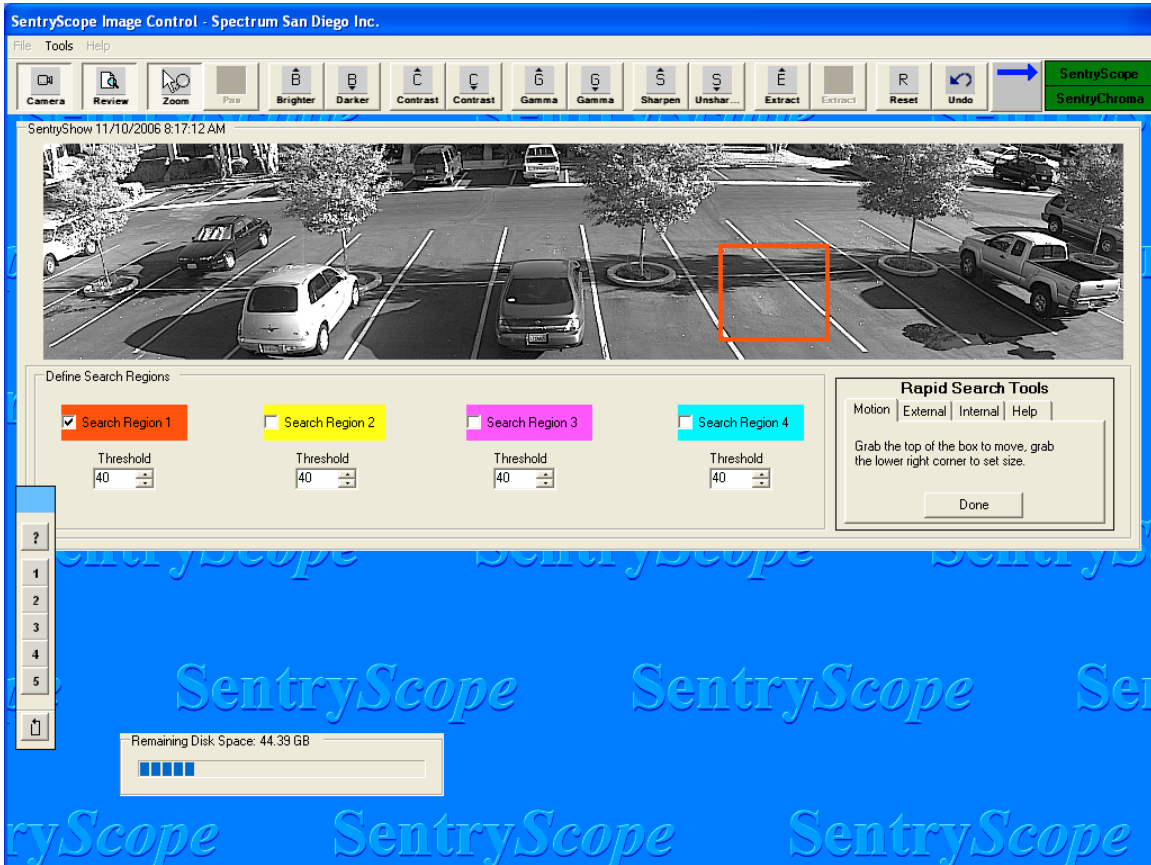 SentryScope Image Control - Spectrum San Diego Inc.
File Tools Help
Camera Review Zoom Pan Brighter Darker Contrast Contrast Gamma Gamma Sharpen Unshar... Extract Extract Reset Undo
B B C C G G S S E R
SentryScope
SentryChroma
SentryShow 11/10/2006 8:17:12 AM
Define Search Regions
Search Region 1 Search Region 2 Search Region 3 Search Region 4
Threshold Threshold Threshold Threshold
40 40 40 40
Rapid Search Tools
Motion External Internal Help
Grab the top of the box to move, grab
the lower right corner to set size.
Done
?
1
2
3
4
5
SentryScope SentryScope Se
Remaining Disk Space: 44.39 GB
ryScope SentryScope SentryScope